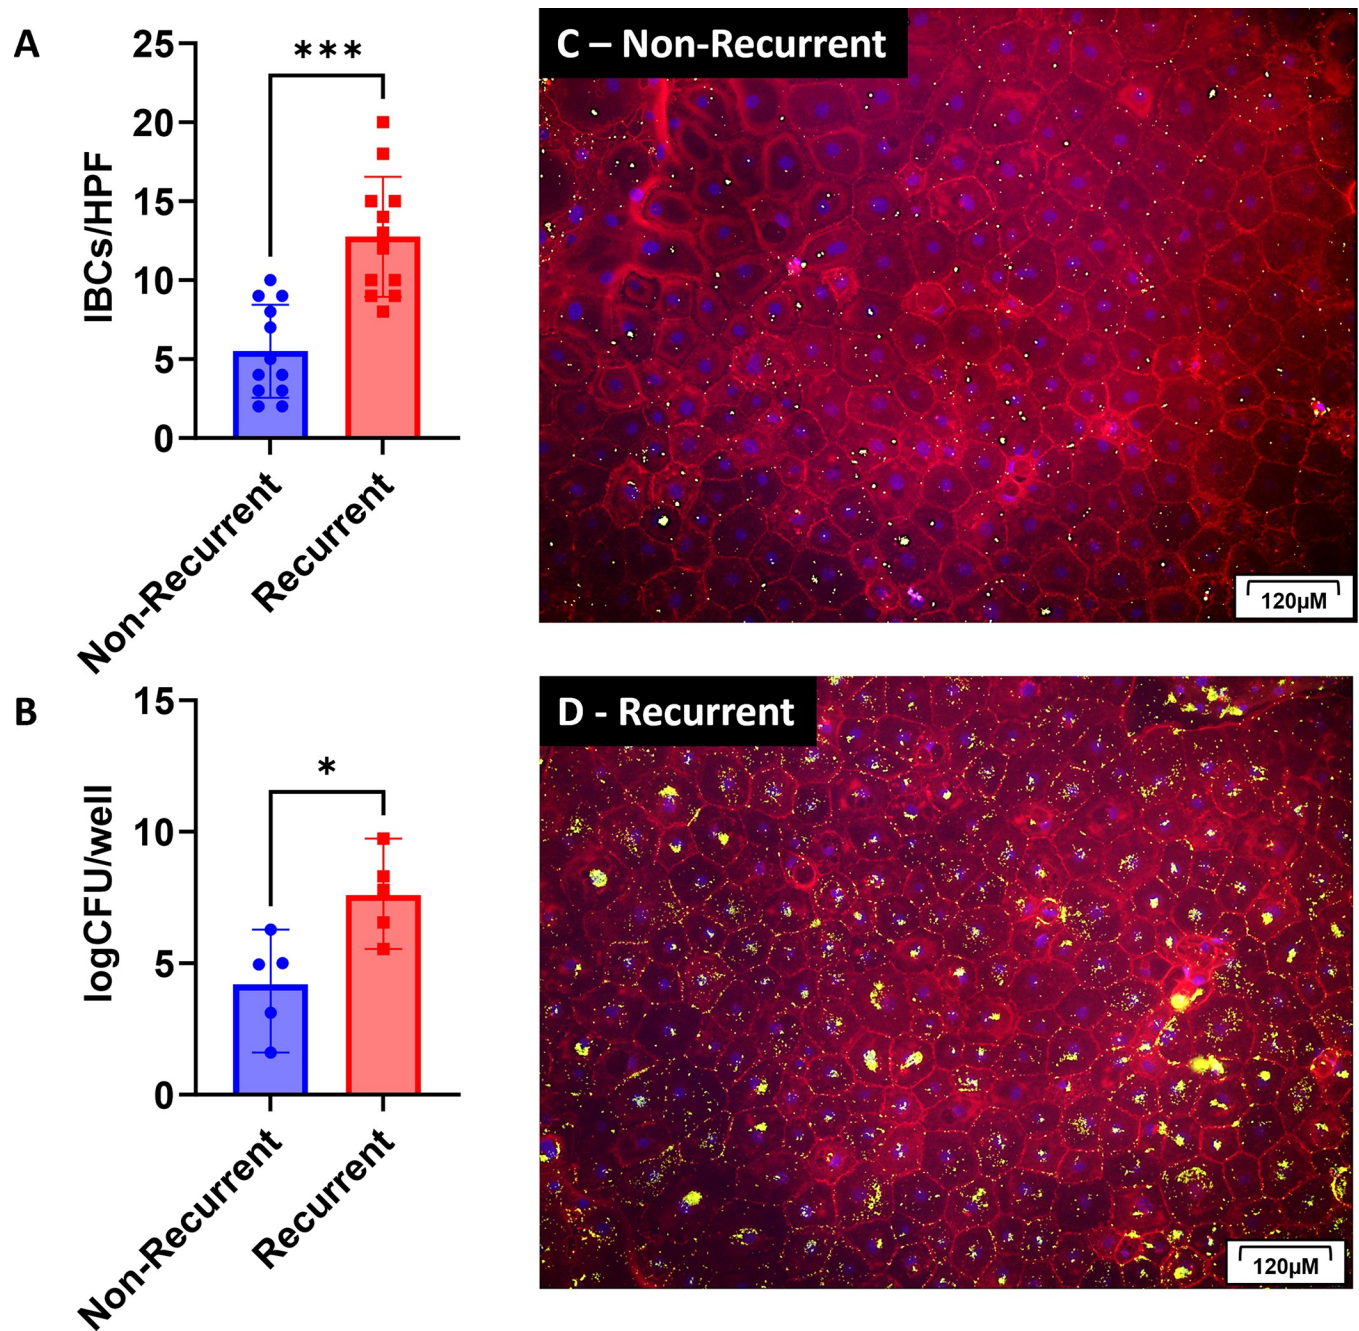 A
25
20
15
10
5
0
IBCs/HPF
***
Non-Recurrent
Recurrent
C – Non-Recurrent
120µM
B
15
10
5
0
logCFU/well
*
Non-Recurrent
Recurrent
D - Recurrent
120µM